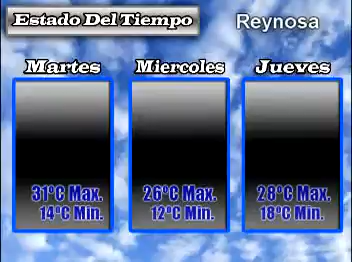 Estado Del Tiempo
Reynosa
Martes
Miercoles
Jueves
31ºC Max.
14ºC Min.
26ºC Max.
12ºC Min.
28ºC Max.
18ºC Min.